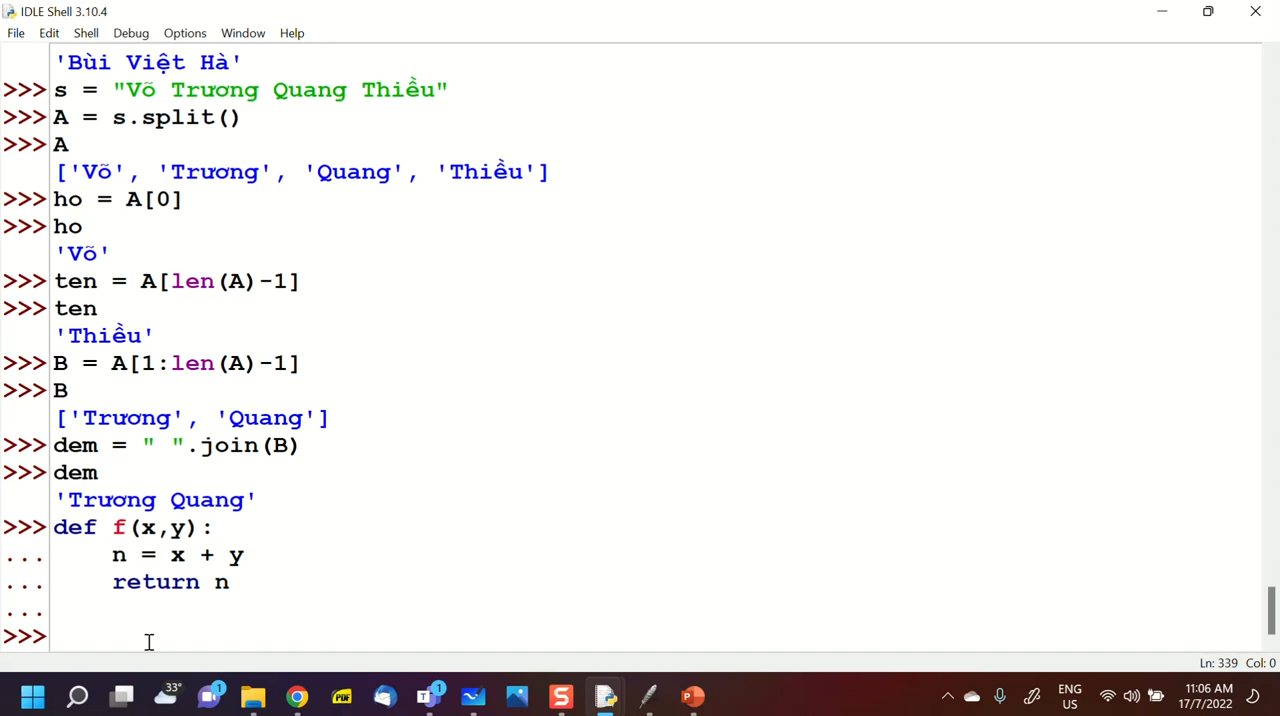 IDLE Shell 3.10.4
File Edit Shell Debug Options Window Help
'Bùi Việt Hà'
>>> s = "Võ Trương Quang Thiều"
>>> A = s.split()
>>> A
['Võ', 'Trương', 'Quang', 'Thiều']
>>> ho = A[0]
>>> ho
'Võ'
>>> ten = A[len(A)-1]
>>> ten
'Thiều'
>>> B = A[1:len(A)-1]
>>> B
['Trương', 'Quang']
>>> dem = " ".join(B)
>>> dem
'Trương Quang'
>>> def f(x,y):
... n = x + y
... return n
...
>>>
Ln: 339 Col: 0
33° 1 PDF 1 S ENG 11:06 AM
US 17/7/2022